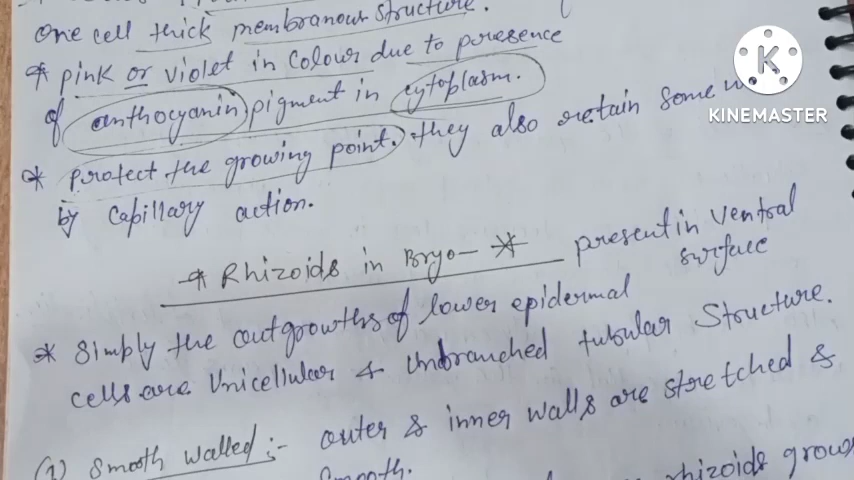 one cell thick membranous structure.
* pink or violet in colour due to presence
of anthocyanin pigment in cytoplasm.
* protect the growing point. they also retain some
by capillary action.
* Rhizoids in Bryo- * present in ventral
surface
* Simply the outgrowths of lower epidermal
cells are Unicellular & Unbranched tubular Structure.
(1) Smooth walled :- outer & inner walls are stretched &
Smooth.
rhizoids grow
K
KINEMASTER